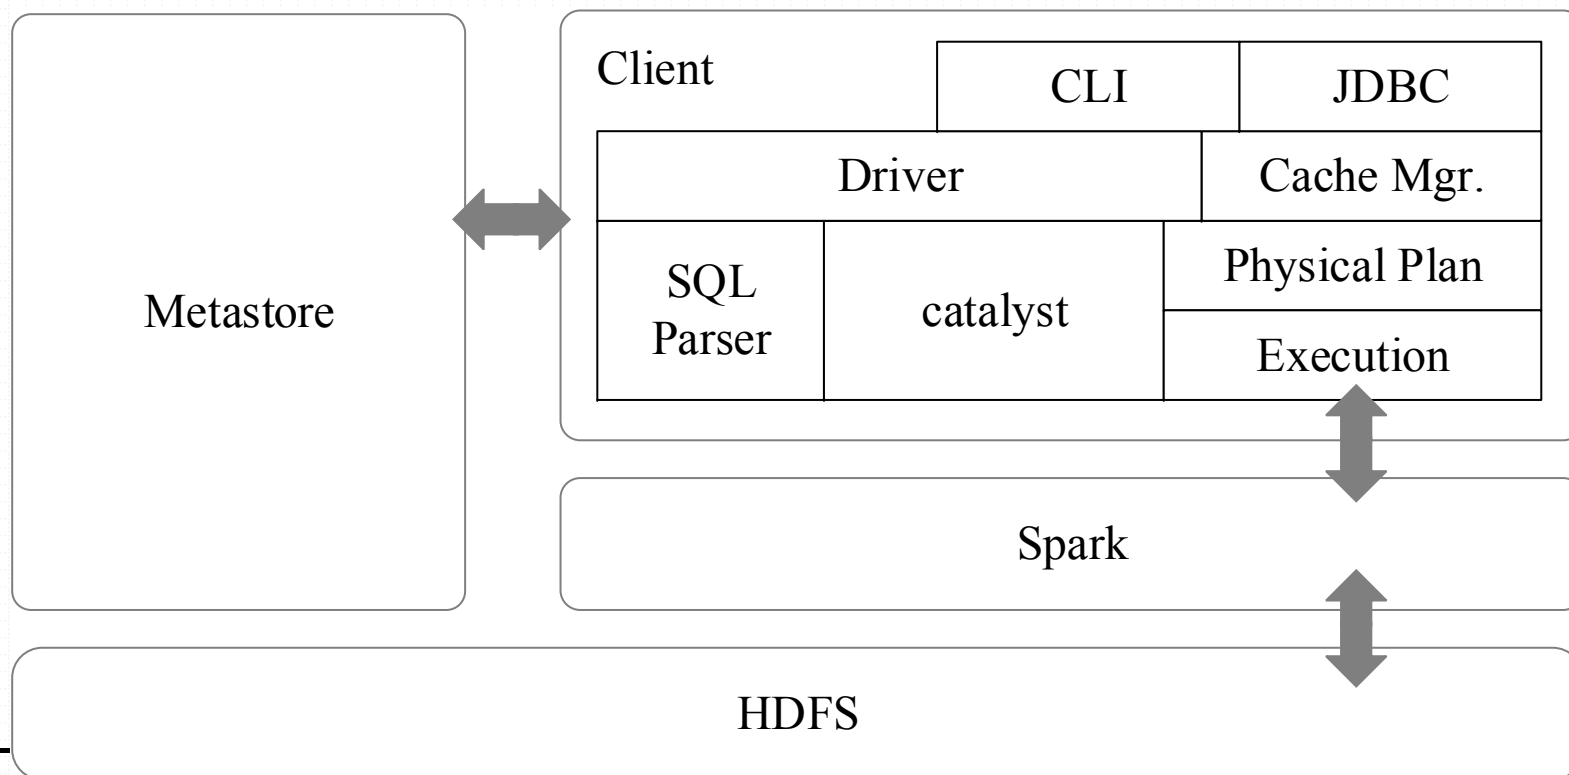 Client
CLI
JDBC
Driver
Cache Mgr.
Metastore
SQL
Parser
catalyst
Physical Plan
Execution
Spark
HDFS